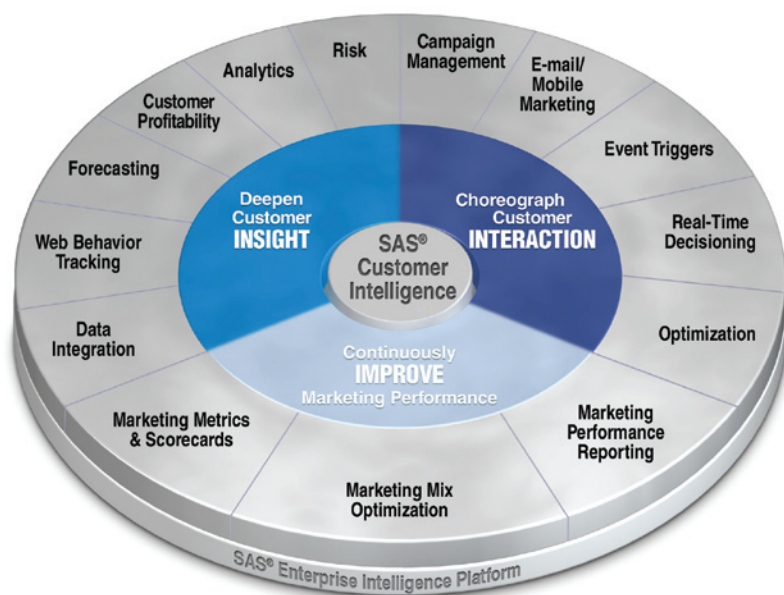 Risk
Campaign
Management
E-mail/
Mobile
Marketing
Event Triggers
Real-Time
Decisioning
Optimization
Marketing
Performance
Reporting
Marketing Mix
Optimization
Marketing Metrics
& Scorecards
Data
Integration
Web Behavior
Tracking
Forecasting
Customer
Profitability
Analytics
Deepen
Customer
INSIGHT
Choreograph
Customer
INTERACTION
SAS®
Customer
Intelligence
Continuously
IMPROVE
Marketing Performance
SAS® Enterprise Intelligence Platform